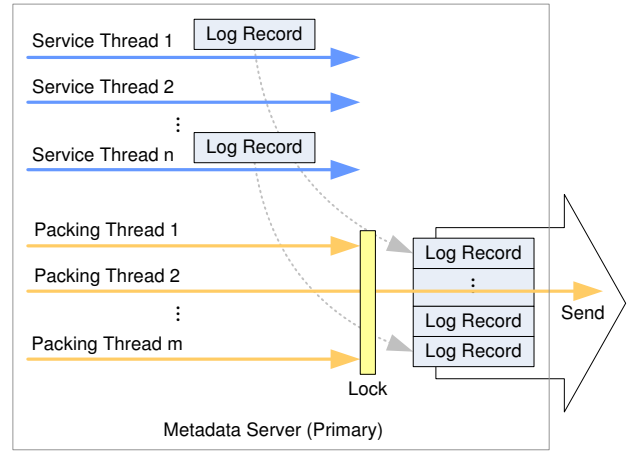 Service Thread 1
Log Record
Service Thread 2
⋮
Service Thread n
Log Record
Packing Thread 1
Log Record
Packing Thread 2
⋮
⋮
Send
Log Record
Packing Thread m
Log Record
Lock
Metadata Server (Primary)